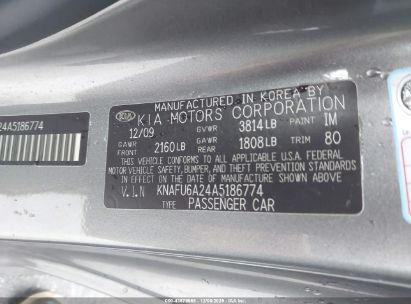 MANUFACTURED IN KOREA BY
KIA KIA MOTORS CORPORATION
12/09 GVWR 3814LB PAINT IM
GAWR FRONT 2160LB GAWR REAR 1808LB TRIM 80
THIS VEHICLE CONFORMS TO ALL APPLICABLE U.S.A. FEDERAL
MOTOR VEHICLE SAFETY, BUMPER, AND THEFT PREVENTION STANDARDS
IN EFFECT ON THE DATE OF MANUFACTURE SHOWN ABOVE.
V.I.N KNAFU6A24A5186774
TYPE PASSENGER CAR
24A5186774